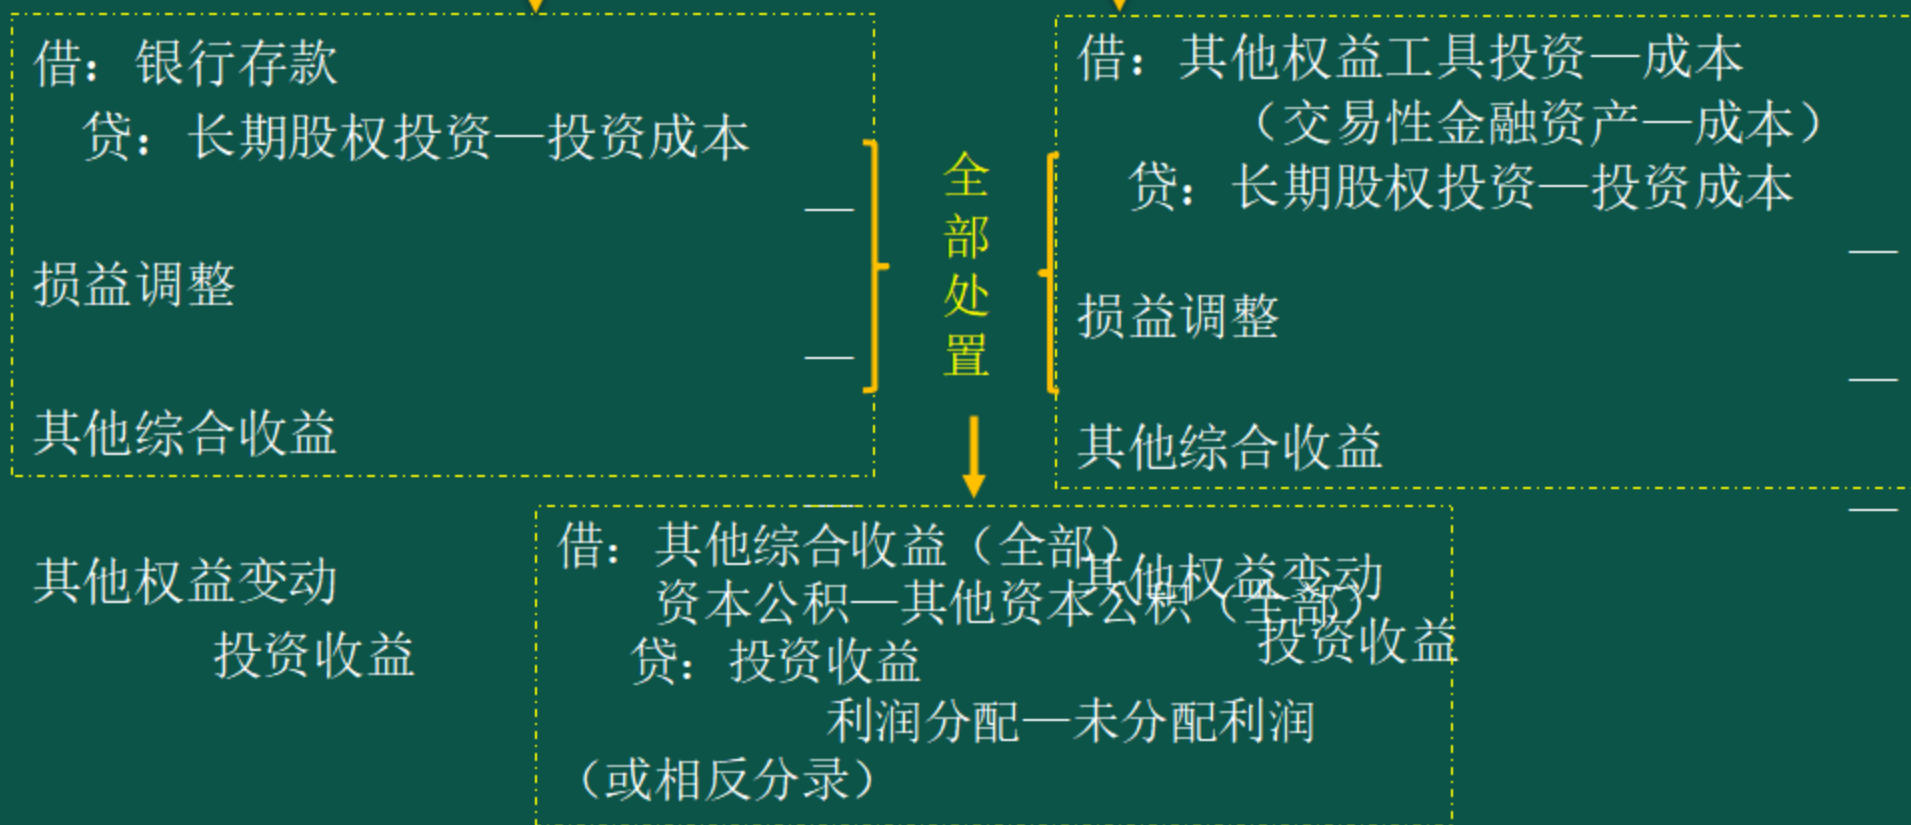 借：银行存款
贷：长期股权投资—投资成本
—
损益调整
—
其他综合收益
—
其他权益变动
投资收益
全部处置
借：其他权益工具投资—成本
（交易性金融资产—成本）
贷：长期股权投资—投资成本
—
损益调整
—
其他综合收益
—
其他权益变动
投资收益
借：其他综合收益（全部）
资本公积—其他资本公积（全部）
贷：投资收益
利润分配—未分配利润
（或相反分录）